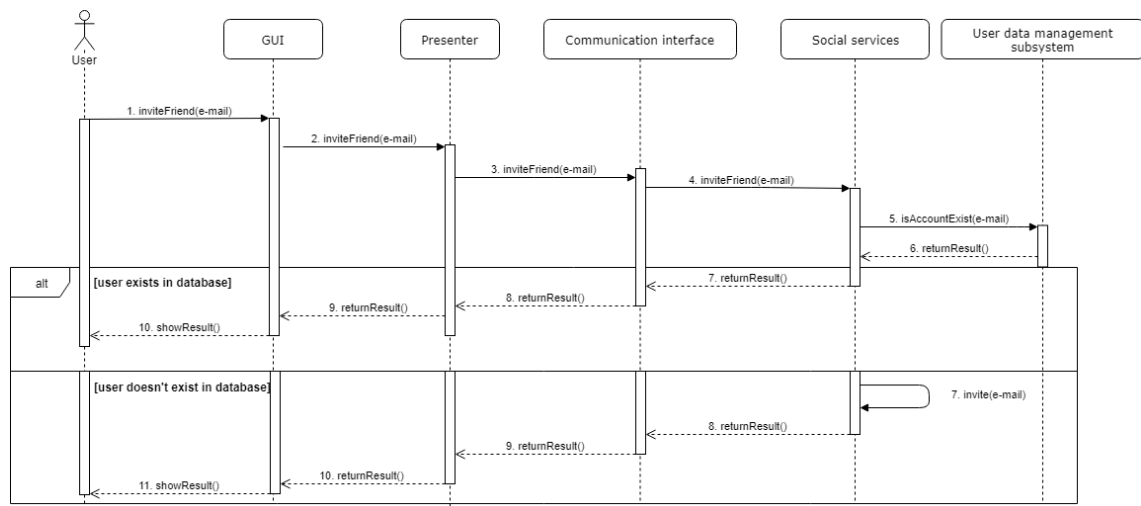 User
GUI
Presenter
Communication interface
Social services
User data management
subsystem
1. inviteFriend(e-mail)
2. inviteFriend(e-mail)
3. inviteFriend(e-mail)
4. inviteFriend(e-mail)
5. isAccountExist(e-mail)
6. returnResult()
alt
[user exists in database]
7. returnResult()
8. returnResult()
9. returnResult()
10. showResult()
[user doesn't exist in database]
7. invite(e-mail)
8. returnResult()
9. returnResult()
10. returnResult()
11. showResult()